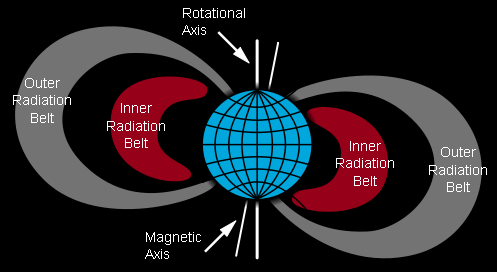 Rotational
Axis
Outer
Radiation
Belt
Inner
Radiation
Belt
Inner
Radiation
Belt
Outer
Radiation
Belt
Magnetic
Axis